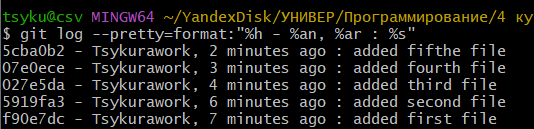 tsyku@csv MINGW64 ~/YandexDisk/УНИВЕР/Программирование/4 ку
$ git log --pretty=format:"%h - %an, %ar : %s"
5cba0b2 - Tsykurawork, 2 minutes ago : added fifthe file
07e0ece - Tsykurawork, 3 minutes ago : added fourth file
027e5da - Tsykurawork, 4 minutes ago : added third file
5919fa3 - Tsykurawork, 6 minutes ago : added second file
f90e7dc - Tsykurawork, 7 minutes ago : added first file